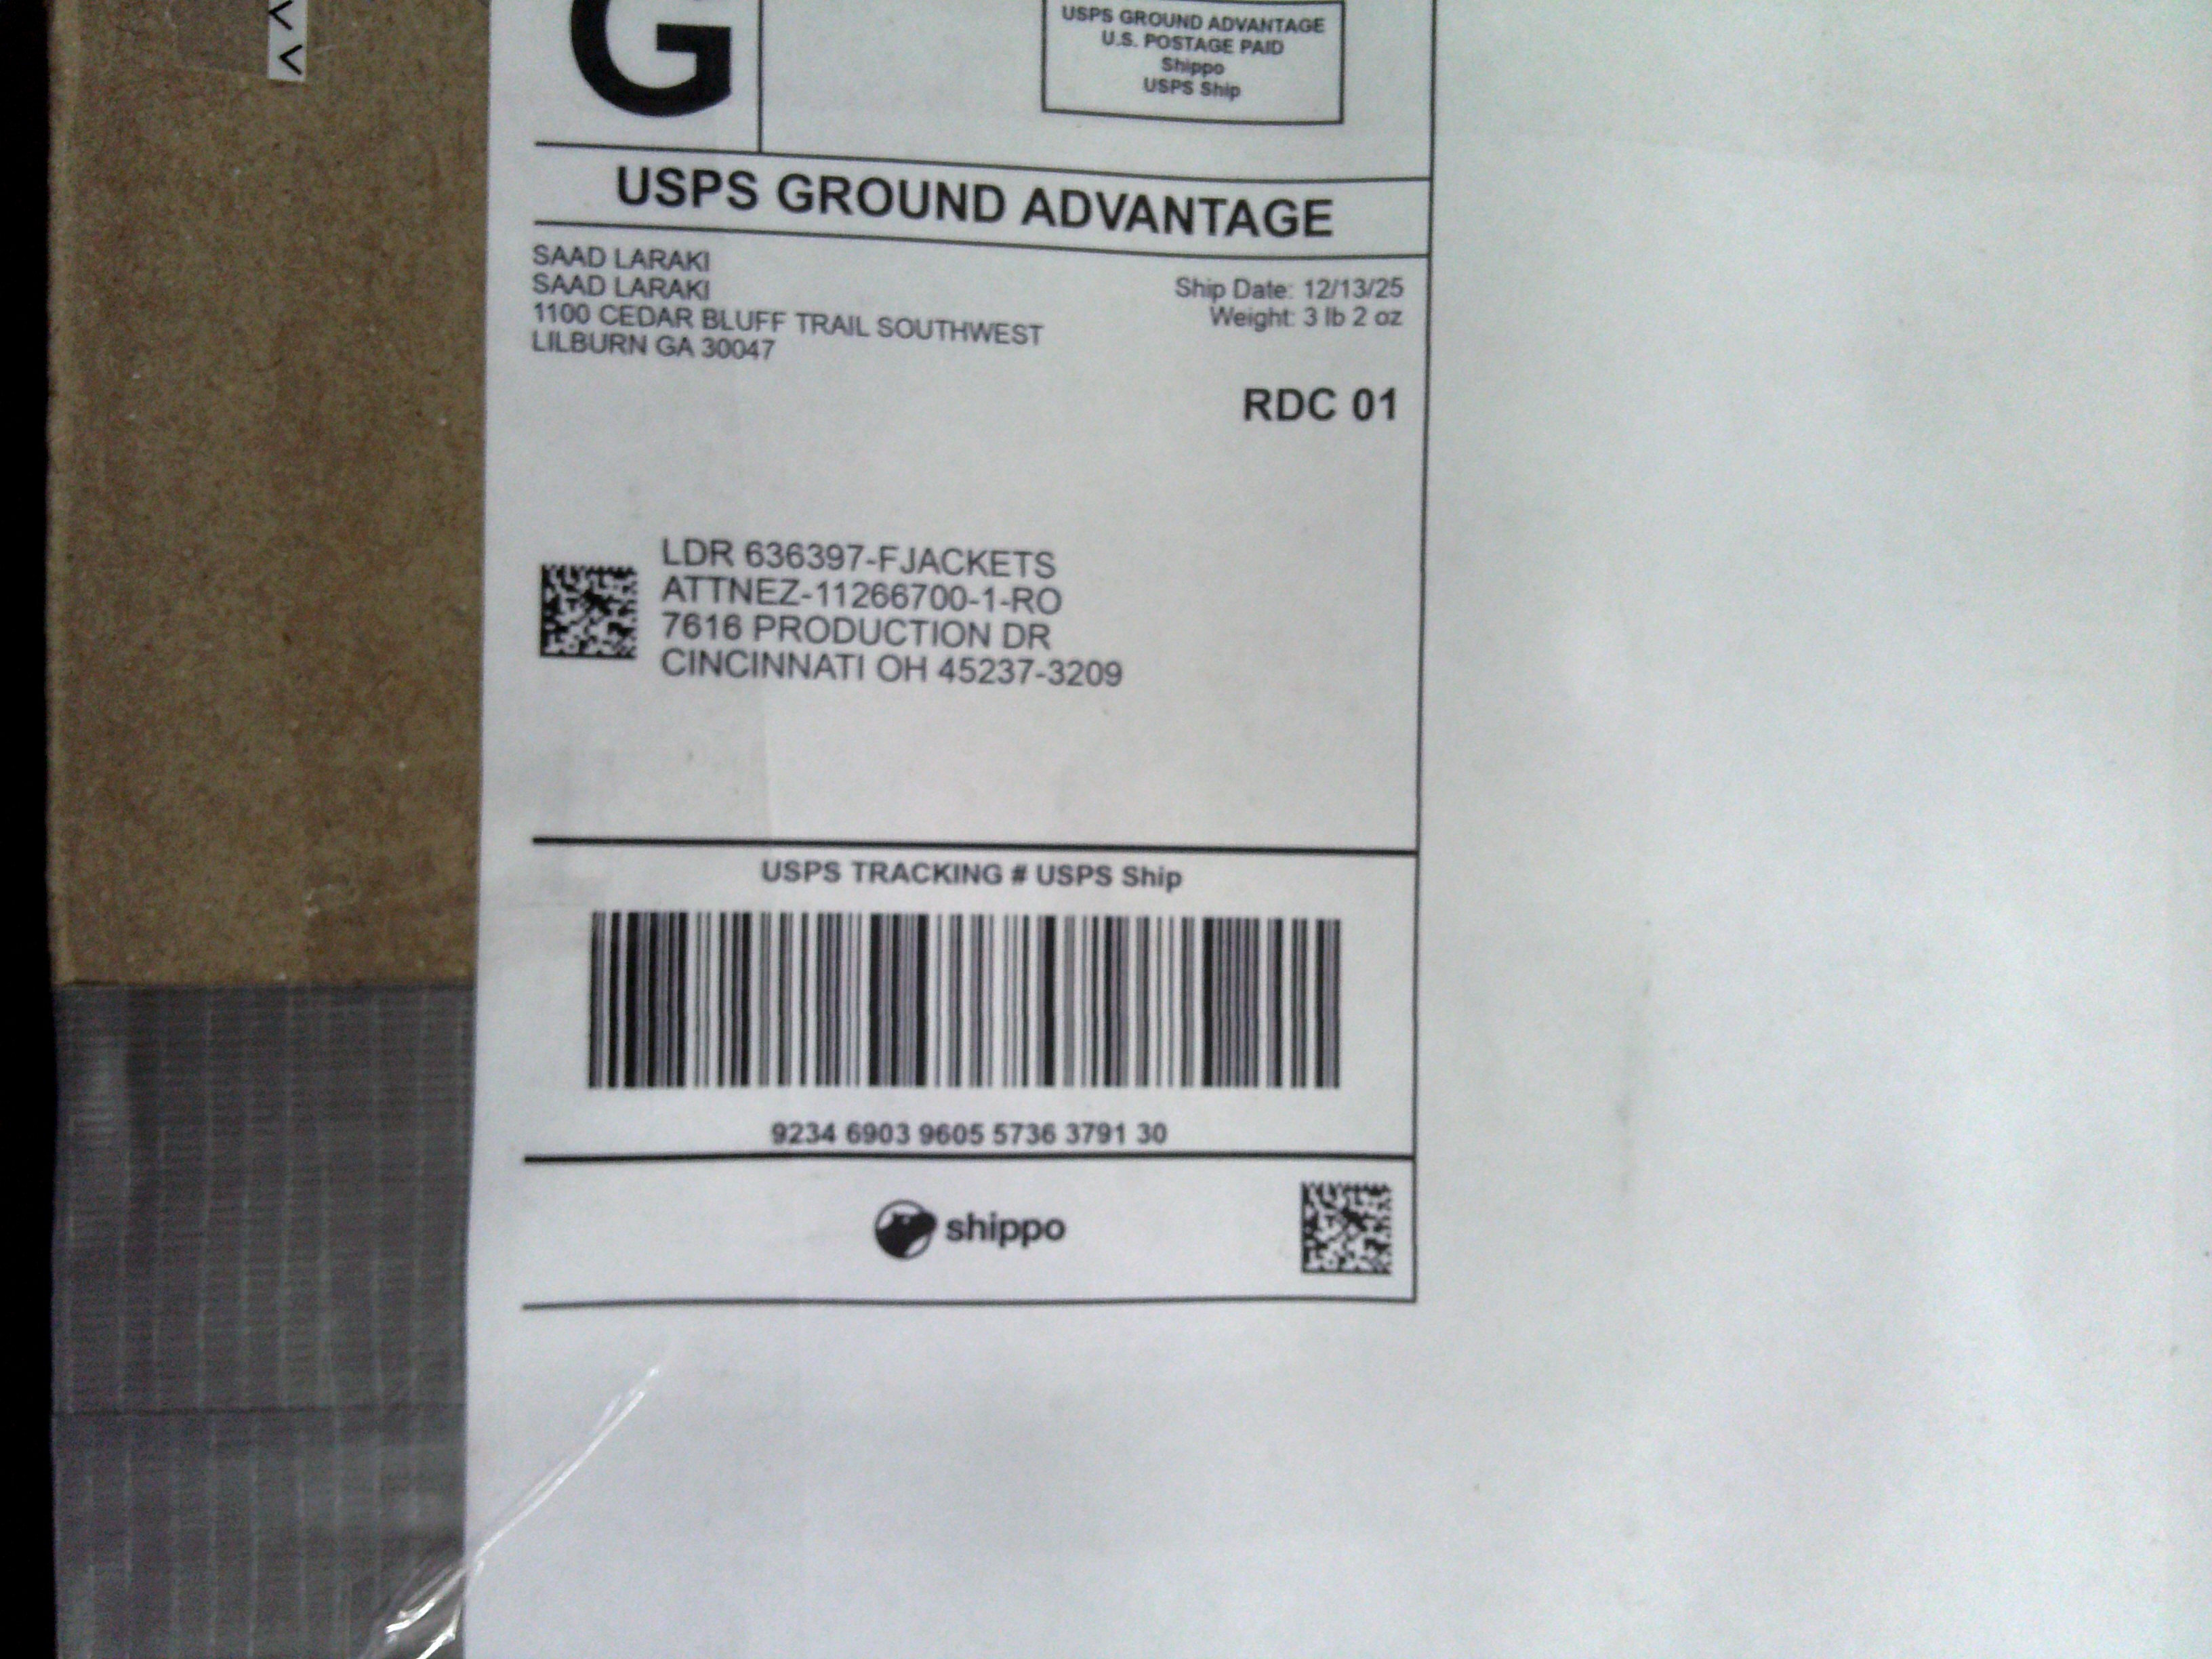 G
USPS GROUND ADVANTAGE
U.S. POSTAGE PAID
Shippo
USPS Ship
USPS GROUND ADVANTAGE
SAAD LARAKI
SAAD LARAKI
1100 CEDAR BLUFF TRAIL SOUTHWEST
LILBURN GA 30047
Ship Date: 12/13/25
Weight: 3 lb 2 oz
RDC 01
LDR 636397-FJACKETS
ATTNEZ-11266700-1-RO
7616 PRODUCTION DR
CINCINNATI OH 45237-3209
USPS TRACKING # USPS Ship
9234 6903 9605 5736 3791 30
shippo